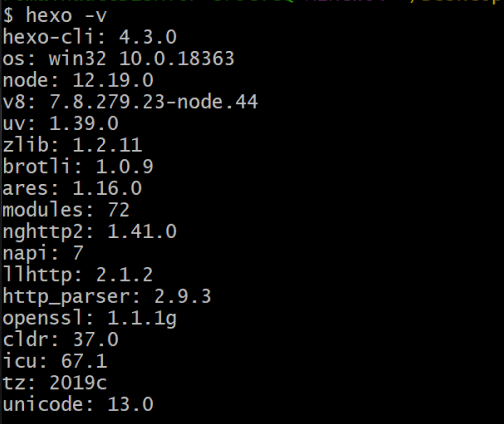 $ hexo -v
hexo-cli: 4.3.0
os: win32 10.0.18363
node: 12.19.0
v8: 7.8.279.23-node.44
uv: 1.39.0
zlib: 1.2.11
brotli: 1.0.9
ares: 1.16.0
modules: 72
nghttp2: 1.41.0
napi: 7
llhttp: 2.1.2
http_parser: 2.9.3
openssl: 1.1.1g
cldr: 37.0
icu: 67.1
tz: 2019c
unicode: 13.0